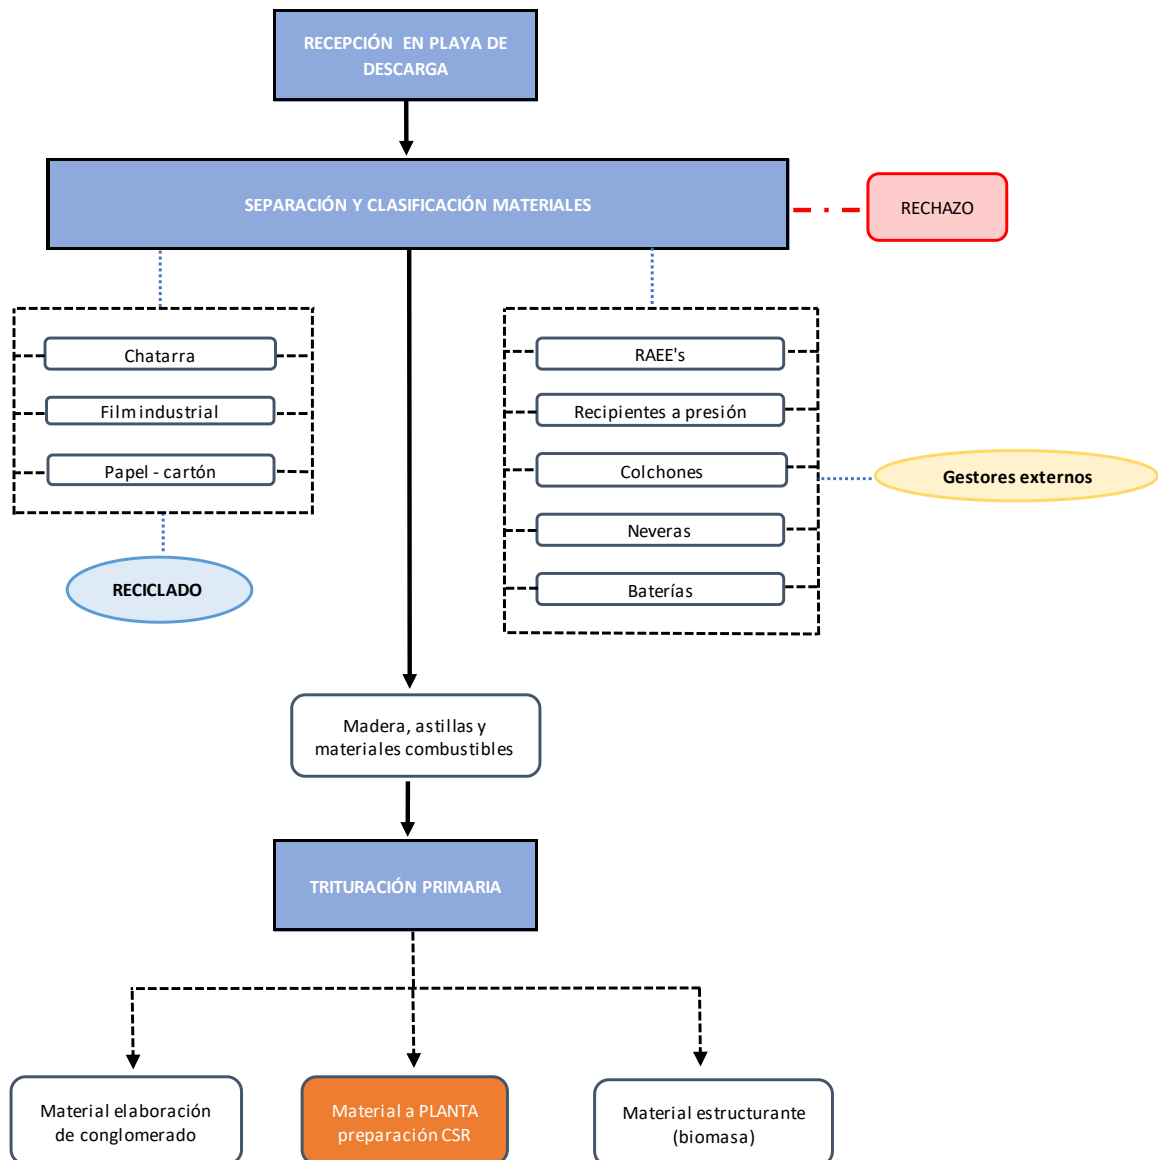 RECEPCIÓN EN PLAYA DE
DESCARGA
SEPARACIÓN Y CLASIFICACIÓN MATERIALES
RECHAZO
Chatarra
Film industrial
Papel - cartón
RECICLADO
RAEE's
Recipientes a presión
Colchones
Neveras
Baterías
Gestores externos
Madera, astillas y
materiales combustibles
TRITURACIÓN PRIMARIA
Material elaboración
de conglomerado
Material a PLANTA
preparación CSR
Material estructurante
(biomasa)